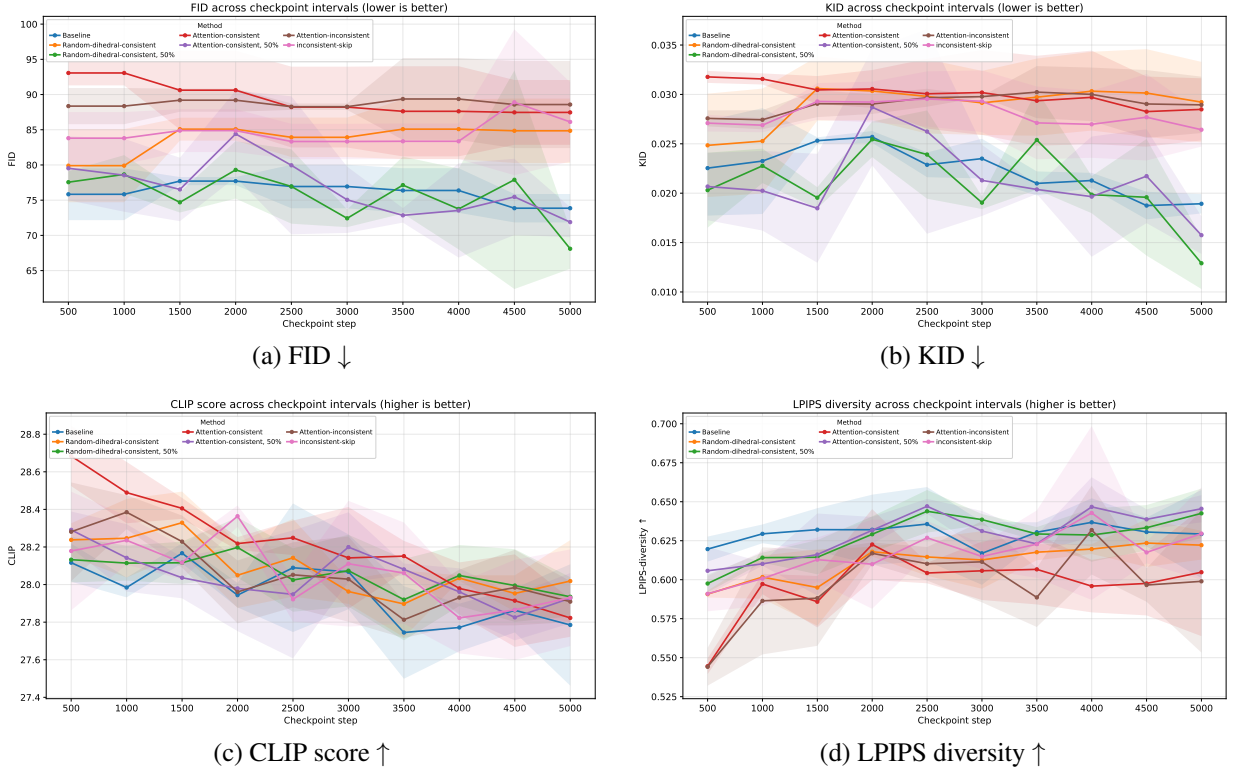 FID across checkpoint intervals (lower is better)
Method
Baseline
Random-dihedral-consistent
Random-dihedral-consistent, 50%
Attention-consistent
Attention-consistent, 50%
Attention-inconsistent
inconsistent-skip
FID
100
95
90
85
80
75
70
65
500 1000 1500 2000 2500 3000 3500 4000 4500 5000
Checkpoint step
(a) FID ↓
KID across checkpoint intervals (lower is better)
Method
Baseline
Random-dihedral-consistent
Random-dihedral-consistent, 50%
Attention-consistent
Attention-consistent, 50%
Attention-inconsistent
inconsistent-skip
KID
0.035
0.030
0.025
0.020
0.015
0.010
500 1000 1500 2000 2500 3000 3500 4000 4500 5000
Checkpoint step
(b) KID ↓
CLIP score across checkpoint intervals (higher is better)
Method
Baseline
Random-dihedral-consistent
Random-dihedral-consistent, 50%
Attention-consistent
Attention-consistent, 50%
Attention-inconsistent
inconsistent-skip
CLIP
28.8
28.6
28.4
28.2
28.0
27.8
27.6
27.4
500 1000 1500 2000 2500 3000 3500 4000 4500 5000
Checkpoint step
(c) CLIP score ↑
LPIPS diversity across checkpoint intervals (higher is better)
Method
Baseline
Random-dihedral-consistent
Random-dihedral-consistent, 50%
Attention-consistent
Attention-consistent, 50%
Attention-inconsistent
inconsistent-skip
LPIPS-diversity ↑
0.700
0.675
0.650
0.625
0.600
0.575
0.550
0.525
500 1000 1500 2000 2500 3000 3500 4000 4500 5000
Checkpoint step
(d) LPIPS diversity ↑